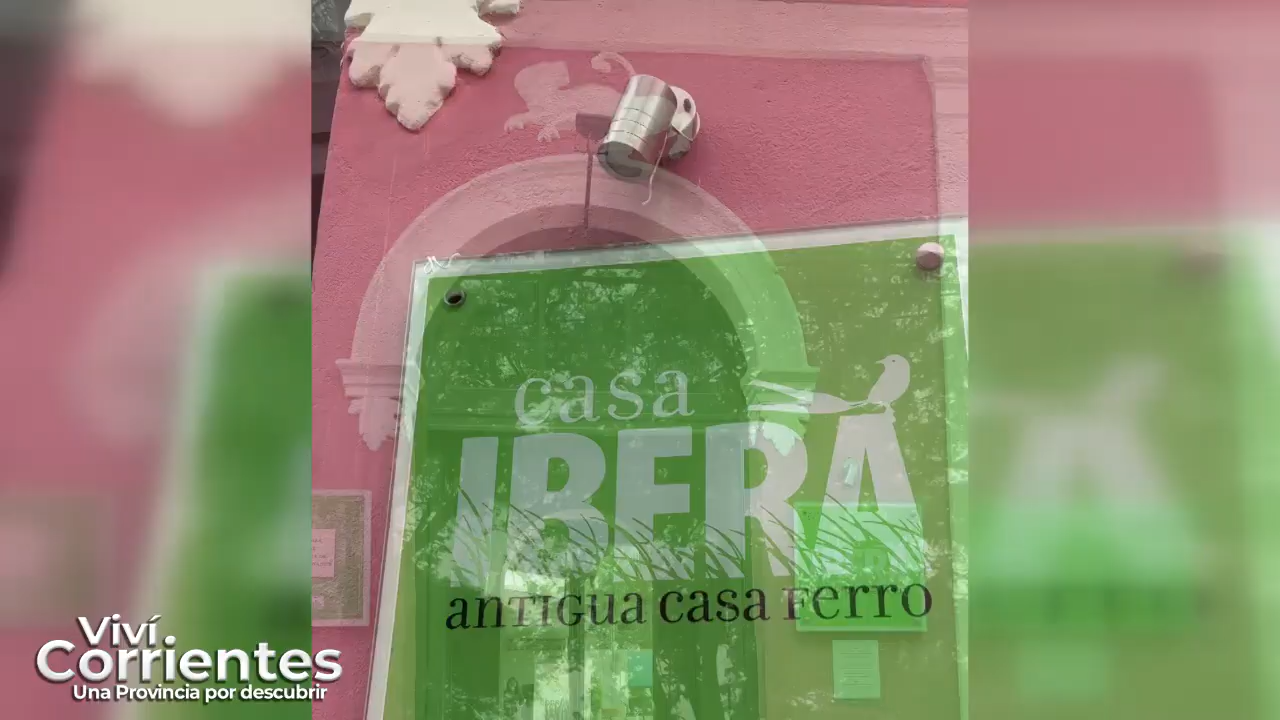 casa
IBERÁ
antigua casa Ferro
Viví
Corrientes
Una Provincia por descubrir